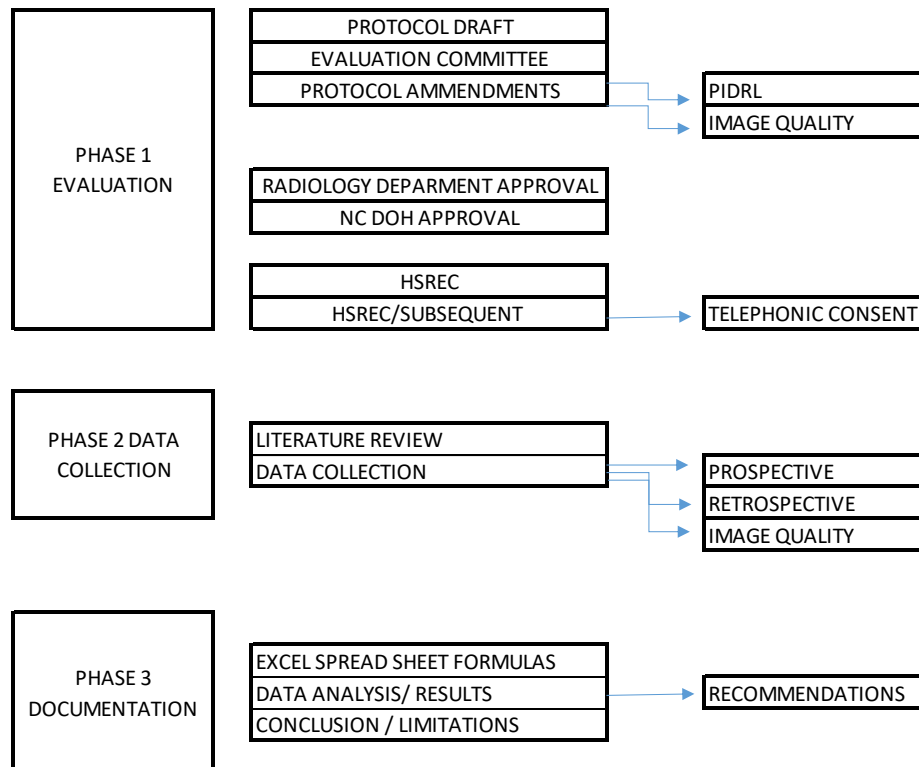 PHASE 1
EVALUATION
PROTOCOL DRAFT
EVALUATION COMMITTEE
PROTOCOL AMMENDMENTS
PIDRL
IMAGE QUALITY
RADIOLOGY DEPARMENT APPROVAL
NC DOH APPROVAL
HSREC
HSREC/SUBSEQUENT
TELEPHONIC CONSENT
PHASE 2 DATA
COLLECTION
LITERATURE REVIEW
DATA COLLECTION
PROSPECTIVE
RETROSPECTIVE
IMAGE QUALITY
PHASE 3
DOCUMENTATION
EXCEL SPREAD SHEET FORMULAS
DATA ANALYSIS/ RESULTS
CONCLUSION / LIMITATIONS
RECOMMENDATIONS